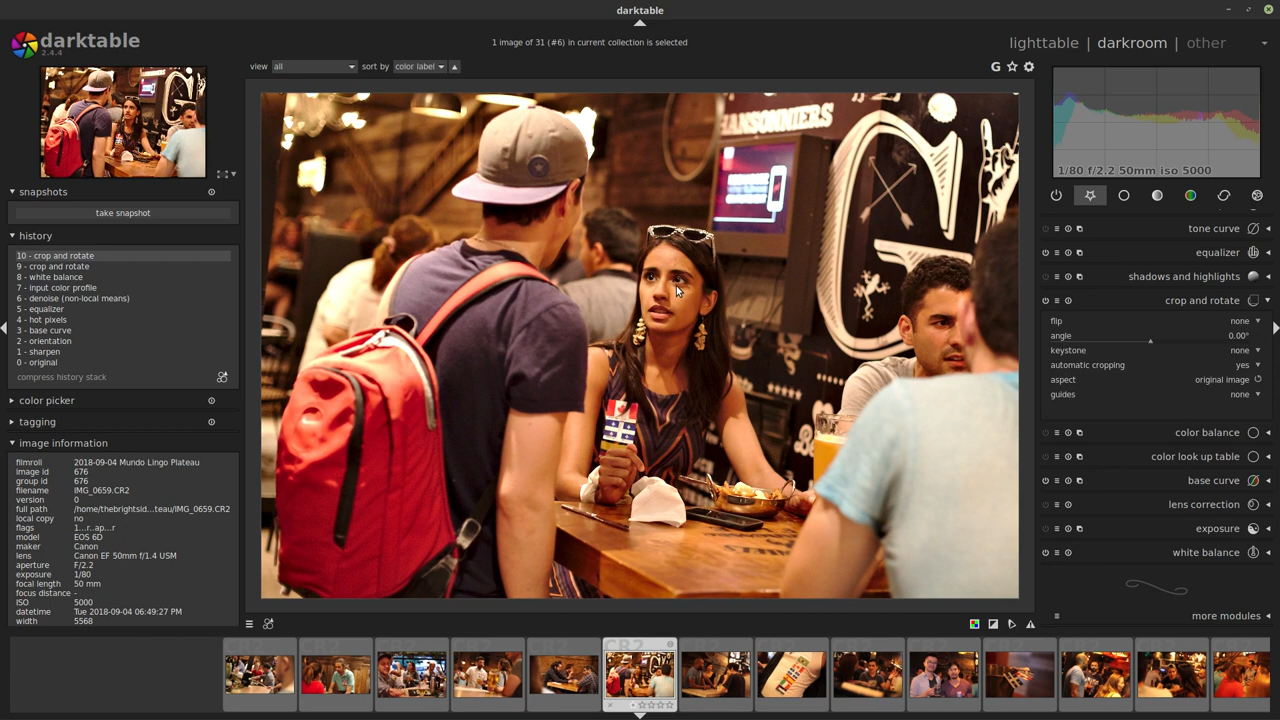 darktable
darktable
2.4.4
1 image of 31 (#6) in current collection is selected
lighttable | darkroom | other
view all sort by color label
snapshots
take snapshot
history
10 - crop and rotate
9 - crop and rotate
8 - white balance
7 - input color profile
6 - denoise (non-local means)
5 - equalizer
4 - hot pixels
3 - base curve
2 - orientation
1 - sharpen
0 - original
compress history stack
color picker
tagging
image information
filmroll 2018-09-04 Mundo Lingo Plateau
image id 676
group id 676
filename IMG_0659.CR2
version 0
full path /home/thebrightsid...teau/IMG_0659.CR2
local copy no
flags 1...r..ap...r
model EOS 6D
maker Canon
lens Canon EF 50mm f/1.4 USM
aperture F/2.2
exposure 1/80
focal length 50 mm
focus distance -
ISO 5000
datetime Tue 2018-09-04 06:49:27 PM
width 5568
HANSONNIERS
G
1/80 f/2.2 50mm iso 5000
tone curve
equalizer
shadows and highlights
crop and rotate
flip none
angle 0.00°
keystone none
automatic cropping yes
aspect original image
guides none
color balance
color look up table
base curve
lens correction
exposure
white balance
more modules
CR2